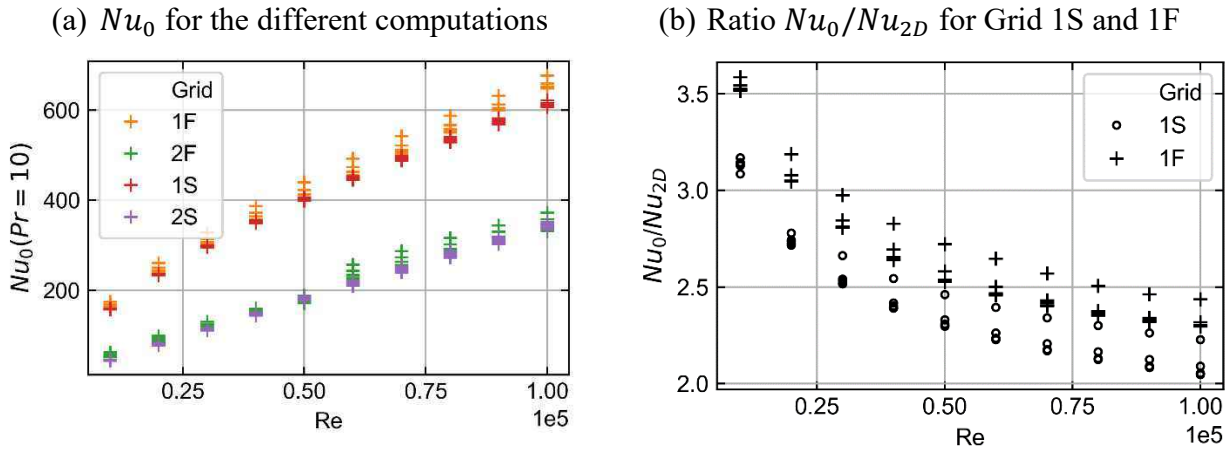 (a) Nu₀ for the different computations
Nu₀(Pr = 10)
600
400
200
Grid
1F
2F
1S
2S
0.25 0.50 0.75 1.00
1e5
Re
(b) Ratio Nu₀/Nu₂D for Grid 1S and 1F
Nu₀/Nu₂D
3.5
3.0
2.5
2.0
Grid
1S
1F
0.25 0.50 0.75 1.00
1e5
Re